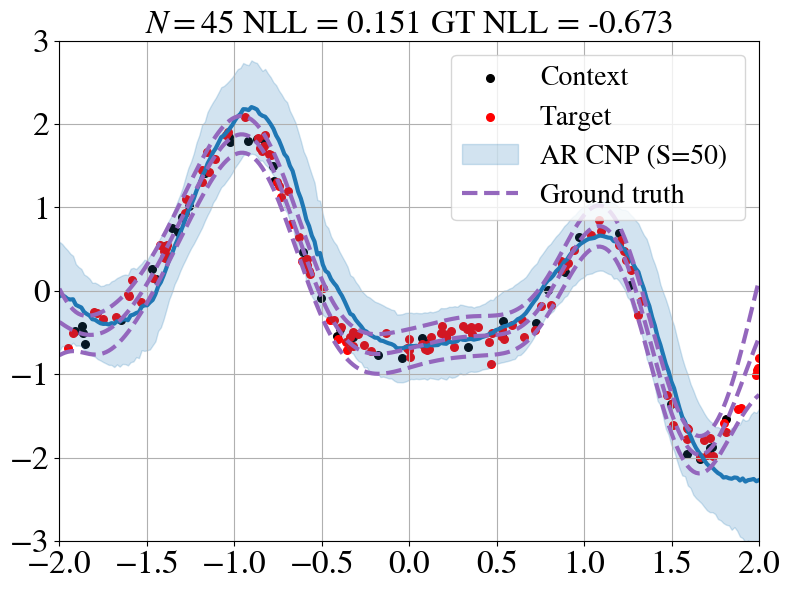 N = 45 NLL = 0.151 GT NLL = -0.673
3
2
1
0
−1
−2
−3
Context
Target
AR CNP (S=50)
Ground truth
−2.0 −1.5 −1.0 −0.5 0.0 0.5 1.0 1.5 2.0